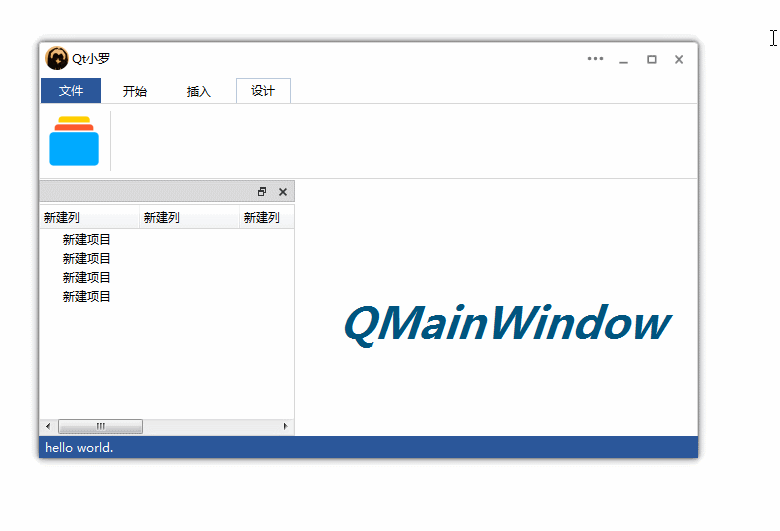 Qt小罗
文件 开始 插入 设计
新建列 新建列 新建列
新建项目
新建项目
新建项目
新建项目
QMainWindow
hello world.